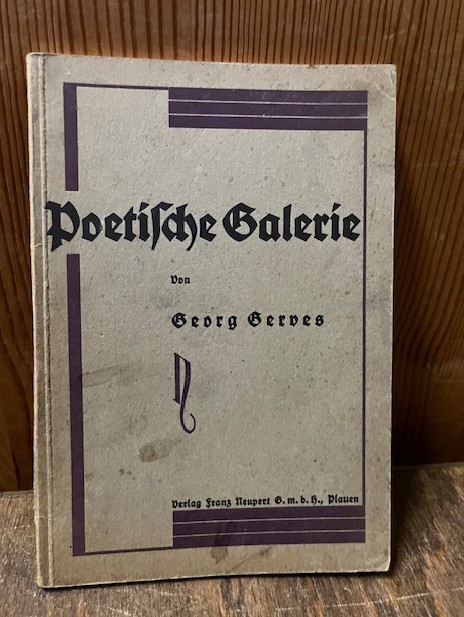 Poetische Galerie
Von
Georg Gerves
Verlag Franz Neupert G. m. b. H., Plauen